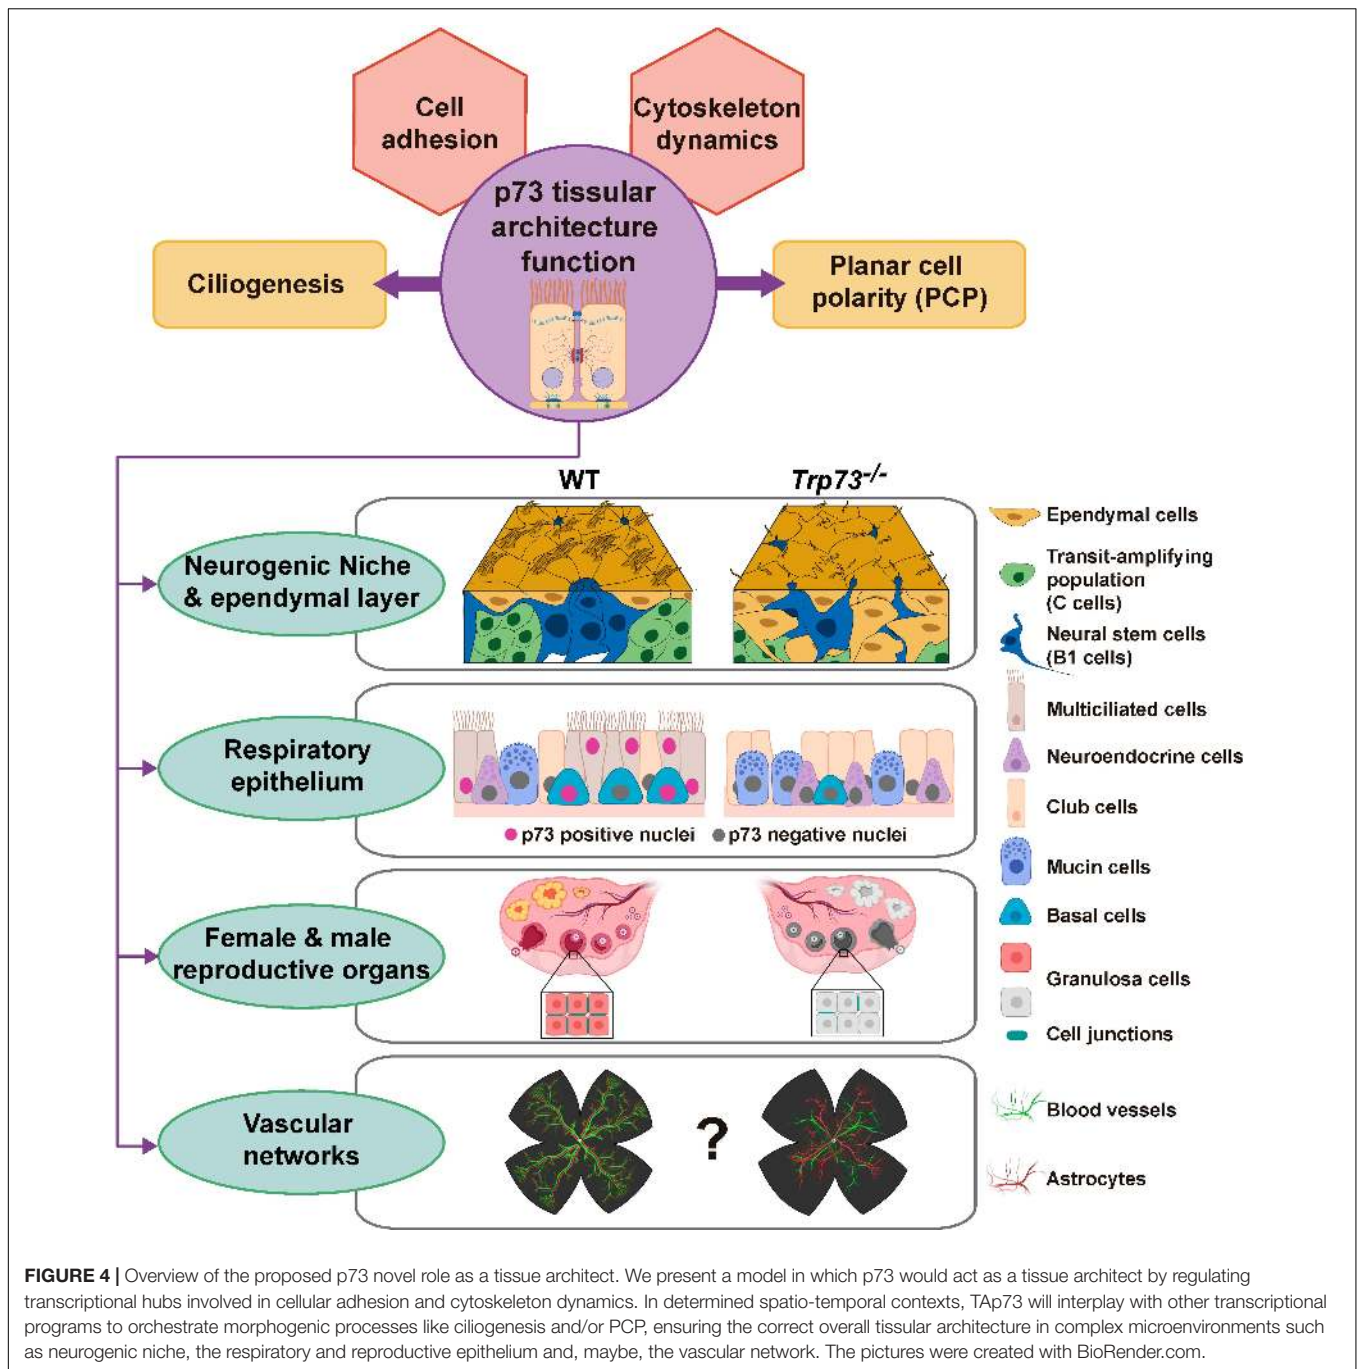 Cell
adhesion
Cytoskeleton
dynamics
p73 tissular
architecture
function
Ciliogenesis
Planar cell
polarity (PCP)
WT
Trp73-/-
Neurogenic Niche
& ependymal layer
Ependymal cells
Transit-amplifying
population
(C cells)
Neural stem cells
(B1 cells)
Respiratory
epithelium
p73 positive nuclei
p73 negative nuclei
Multiciliated cells
Neuroendocrine cells
Club cells
Mucin cells
Basal cells
Female & male
reproductive organs
Granulosa cells
Cell junctions
Vascular
networks
?
Blood vessels
Astrocytes
FIGURE 4 | Overview of the proposed p73 novel role as a tissue architect. We present a model in which p73 would act as a tissue architect by regulating
transcriptional hubs involved in cellular adhesion and cytoskeleton dynamics. In determined spatio-temporal contexts, TAp73 will interplay with other transcriptional
programs to orchestrate morphogenic processes like ciliogenesis and/or PCP, ensuring the correct overall tissular architecture in complex microenvironments such
as neurogenic niche, the respiratory and reproductive epithelium and, maybe, the vascular network. The pictures were created with BioRender.com.